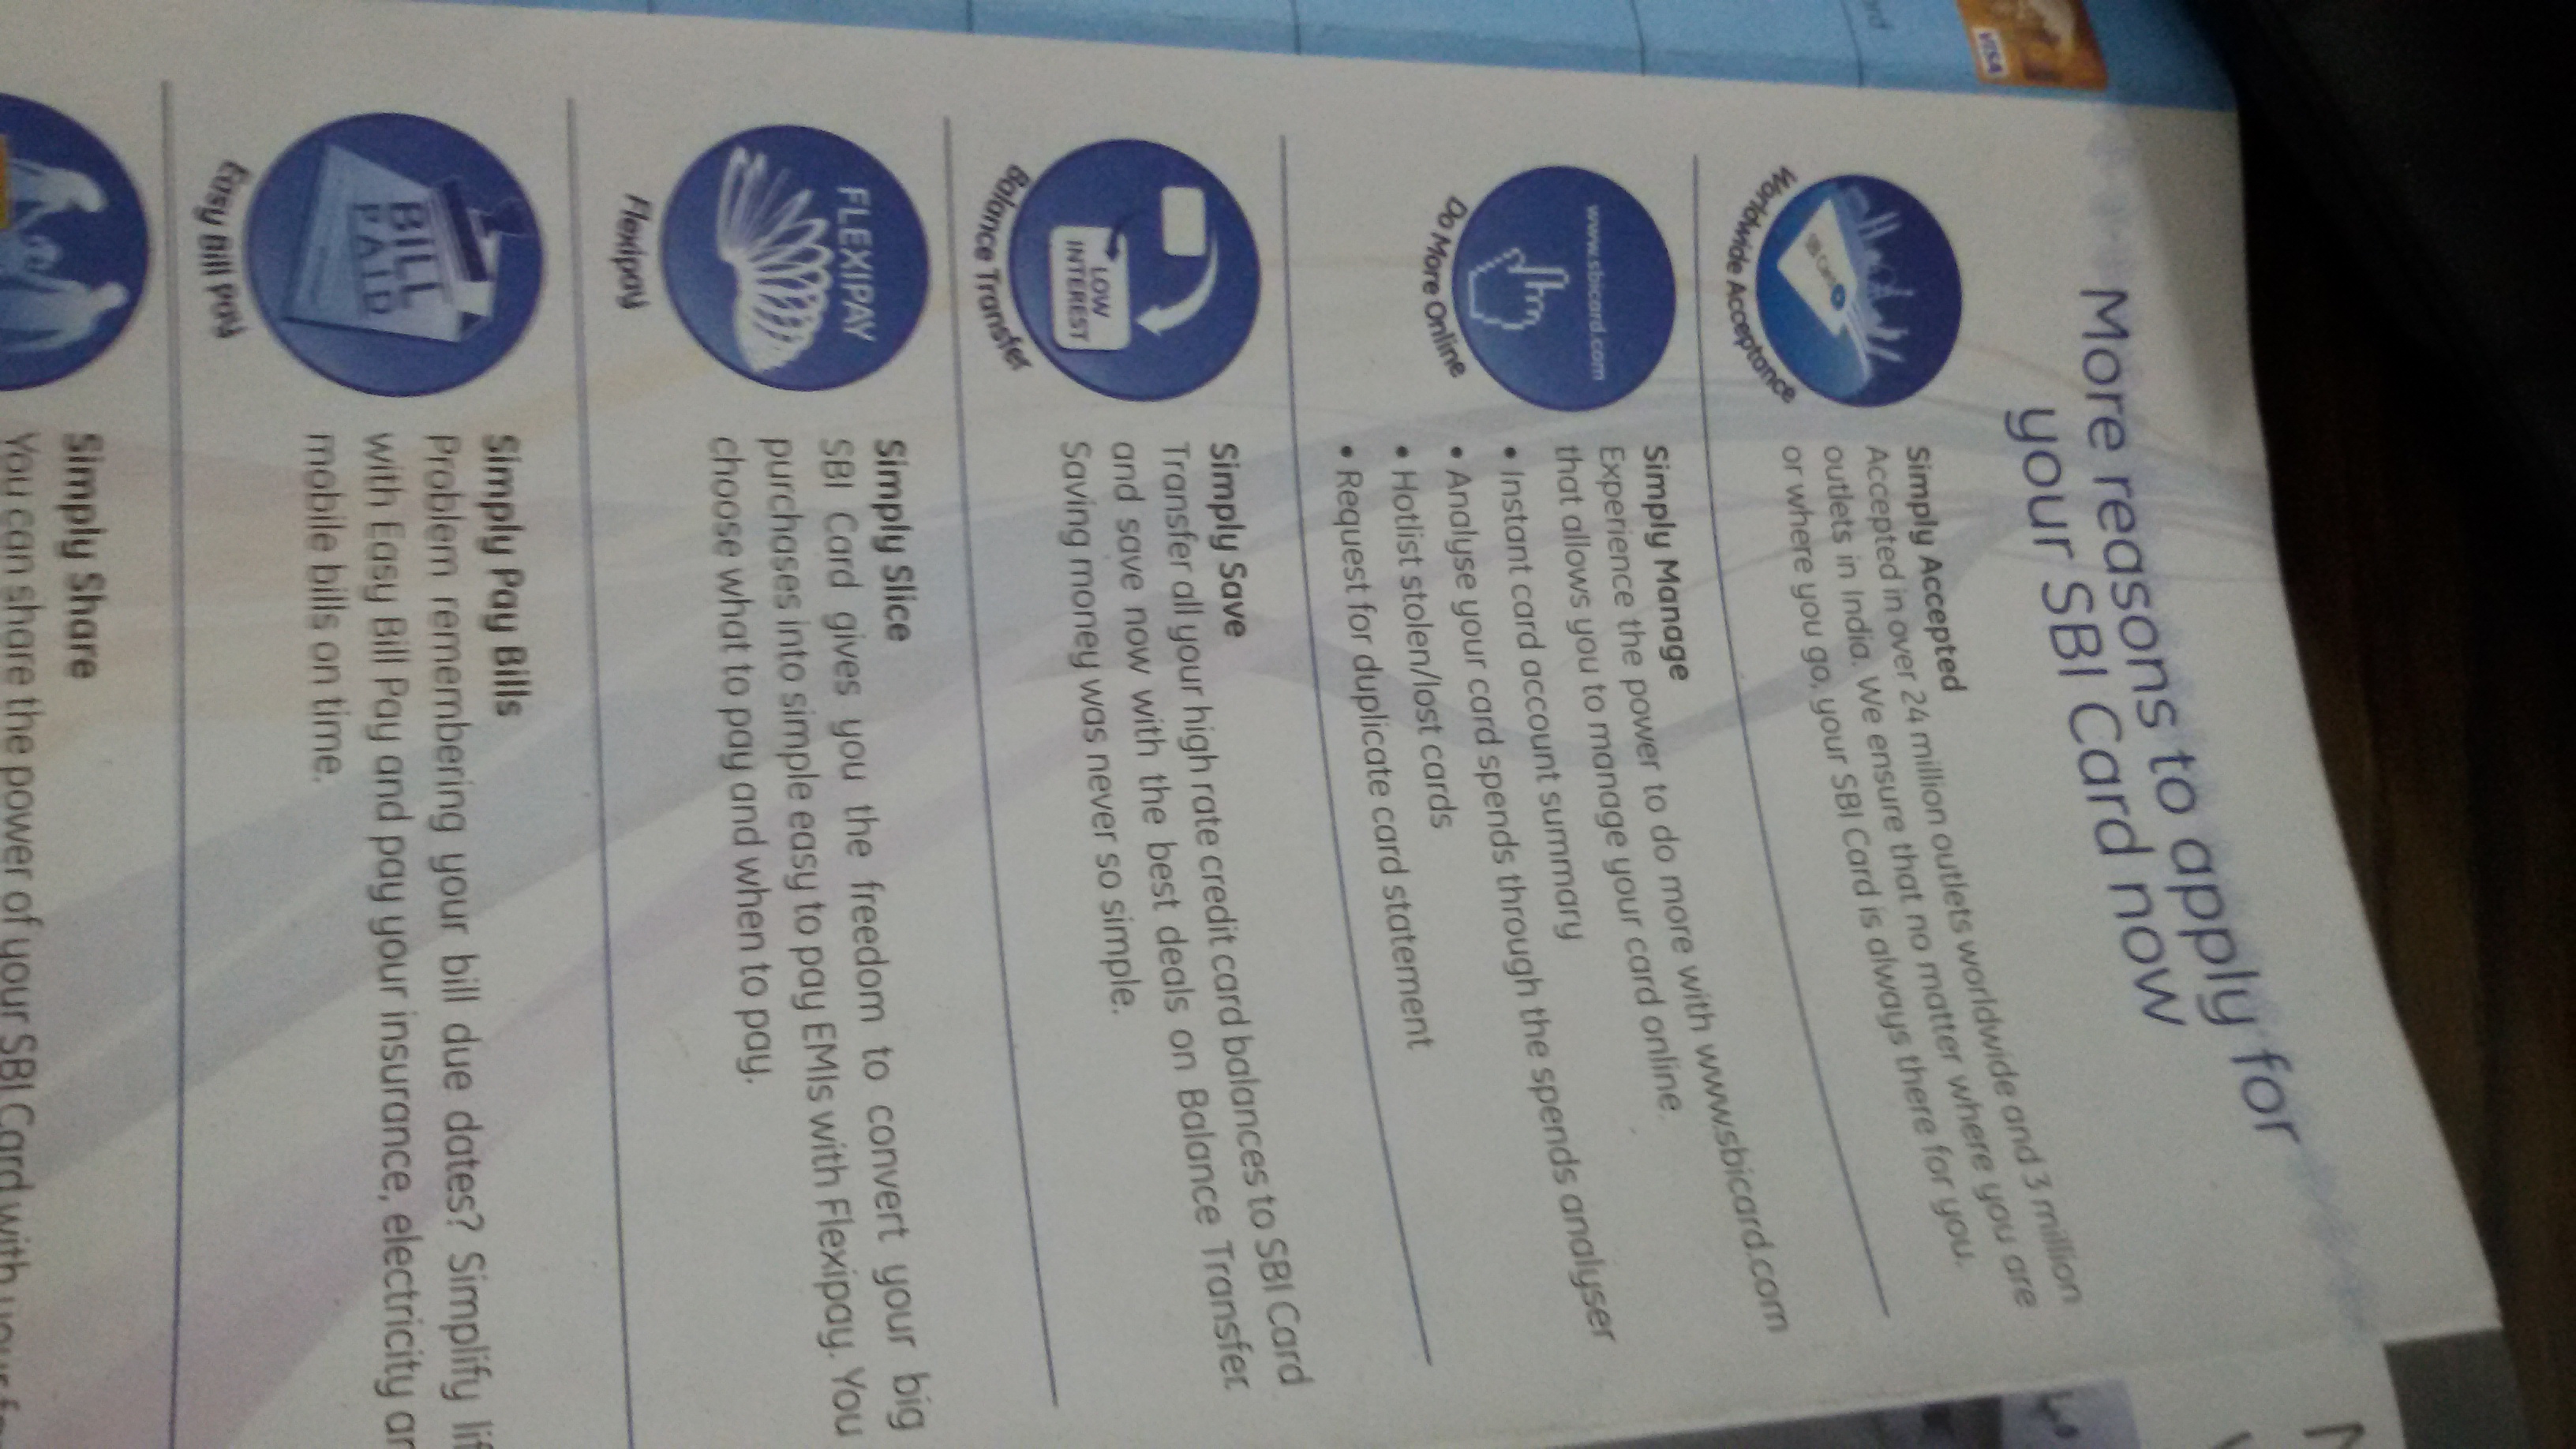 More reasons to apply for
your SBI Card now
SBI Card
Worldwide Acceptance
Simply Accepted
Accepted in over 24 million outlets worldwide and 3 million
outlets in India. We ensure that no matter where you are
or where you go, your SBI Card is always there for you.
www.sbicard.com
Do More Online
Simply Manage
Experience the power to do more with www.sbicard.com
that allows you to manage your card online.
• Instant card account summary
• Analyse your card spends through the spends analyser
• Hotlist stolen/lost cards
• Request for duplicate card statement
LOW
INTEREST
Balance Transfer
Simply Save
Transfer all your high rate credit card balances to SBI Card
and save now with the best deals on Balance Transfer.
Saving money was never so simple.
FLEXIPAY
Flexipay
Simply Slice
SBI Card gives you the freedom to convert your big
purchases into simple easy to pay EMIs with Flexipay. You
choose what to pay and when to pay.
BILL
PAID
Easy Bill Pay
Simply Pay Bills
Problem remembering your bill due dates? Simplify
with Easy Bill Pay and pay your insurance, electricity
mobile bills on time.
Simply Share
You can share the power of your SBI Card with
VISA